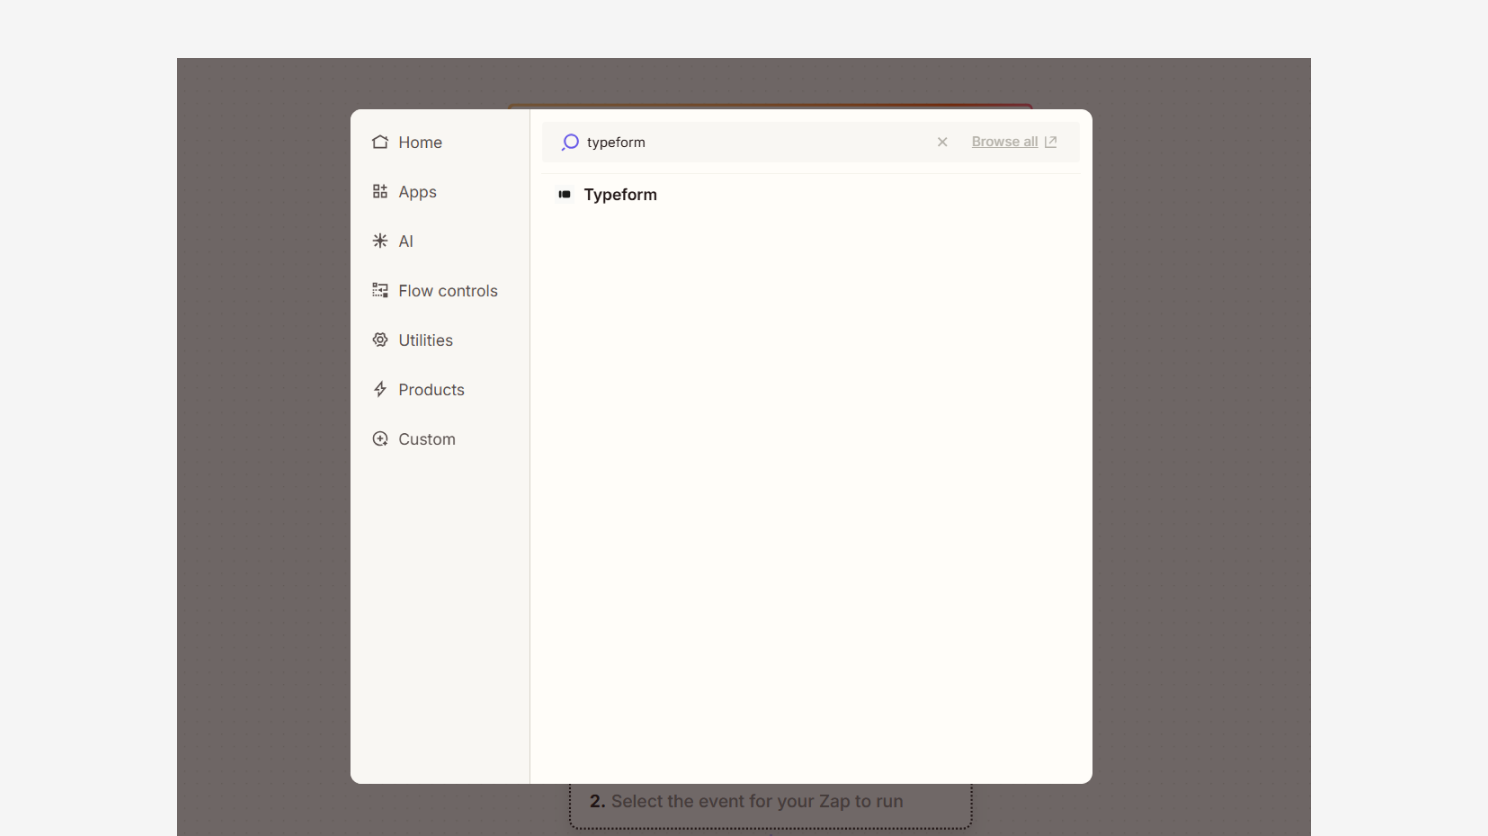 Home
Apps
AI
Flow controls
Utilities
Products
Custom
typeform
Browse all
Typeform
2. Select the event for your Zap to run